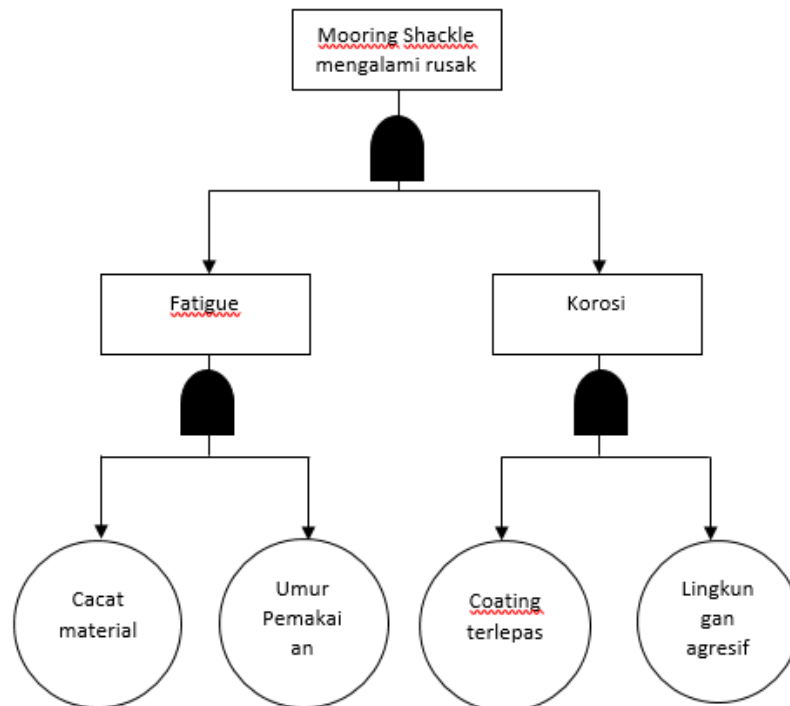 Mooring Shackle
mengalami rusak
Fatigue
Korosi
Cacat
material
Umur
Pemakai
an
Coating
terlepas
Lingkun
gan
agresif